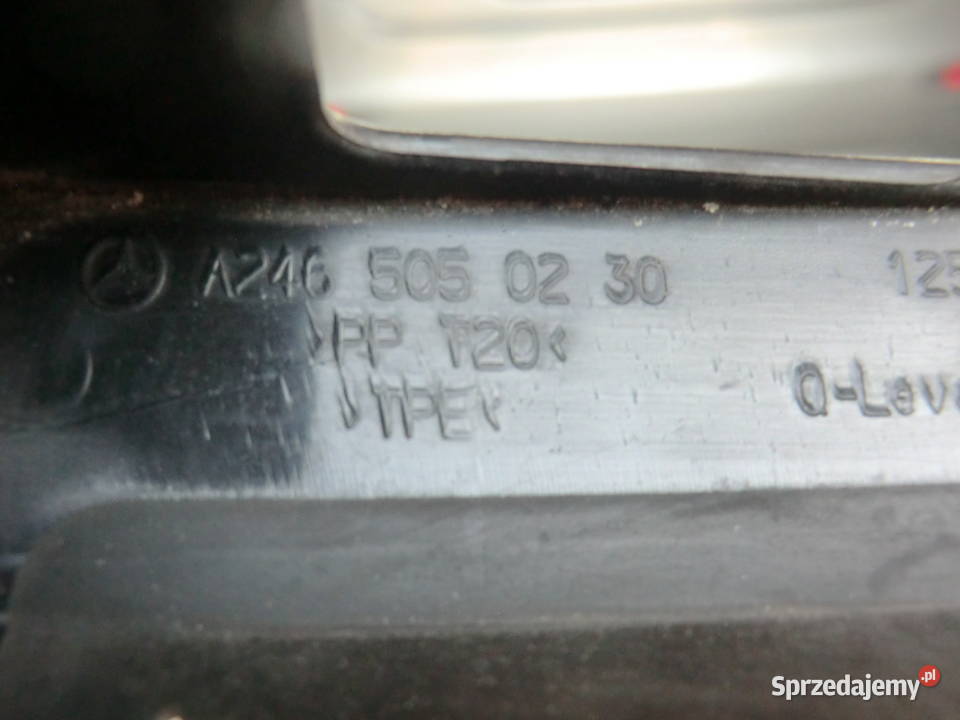 A246 505 02 30
>PP T20<
>TPE<
Sprzedajemy.pl